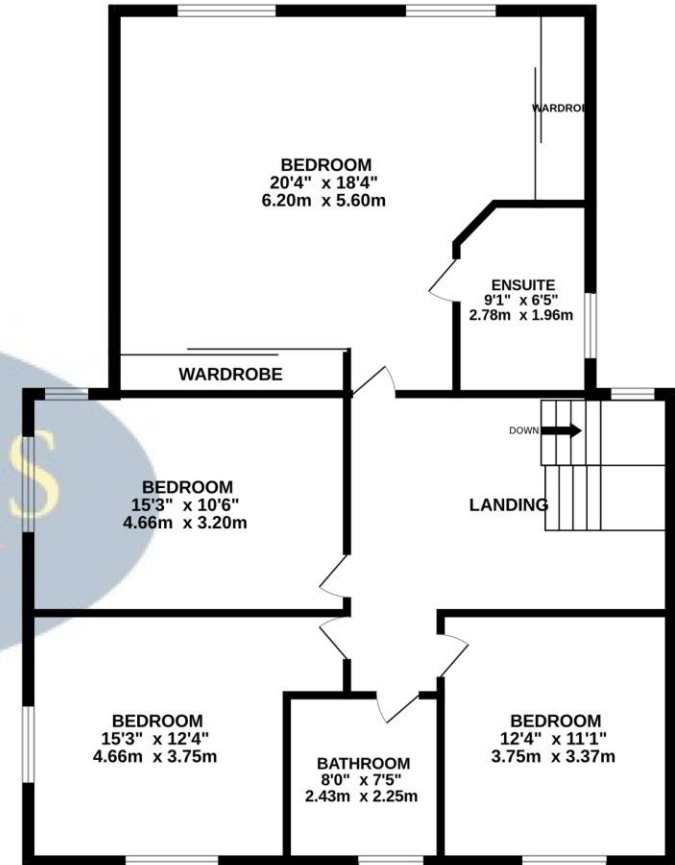 WARDROBE
BEDROOM
20'4" x 18'4"
6.20m x 5.60m
ENSUITE
9'1" x 6'5"
2.78m x 1.96m
WARDROBE
DOWN
BEDROOM
15'3" x 10'6"
4.66m x 3.20m
LANDING
S
BEDROOM
15'3" x 12'4"
4.66m x 3.75m
BATHROOM
8'0" x 7'5"
2.43m x 2.25m
BEDROOM
12'4" x 11'1"
3.75m x 3.37m